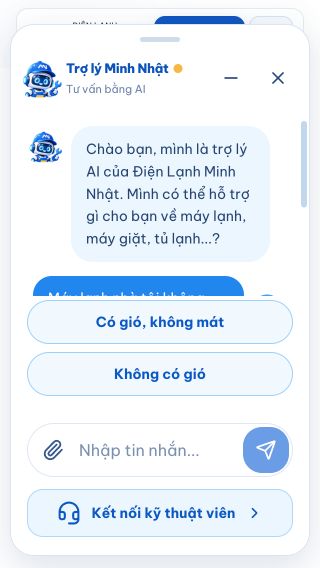 Trợ lý Minh Nhật
Tư vấn bằng AI
Chào bạn, mình là trợ lý
AI của Điện Lạnh Minh
Nhật. Mình có thể hỗ trợ
gì cho bạn về máy lạnh,
máy giặt, tủ lạnh...?
Có gió, không mát
Không có gió
Nhập tin nhắn...
Kết nối kỹ thuật viên